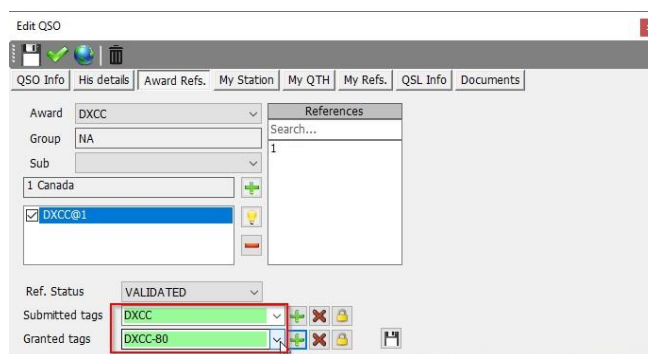 Edit QSO
QSO Info His details Award Refs. My Station My QTH My Refs. QSL Info Documents
Award DXCC
Group NA
Sub
1 Canada
DXCC@1
References
Search...
1
Ref. Status VALIDATED
Submitted tags DXCC
Granted tags DXCC-80